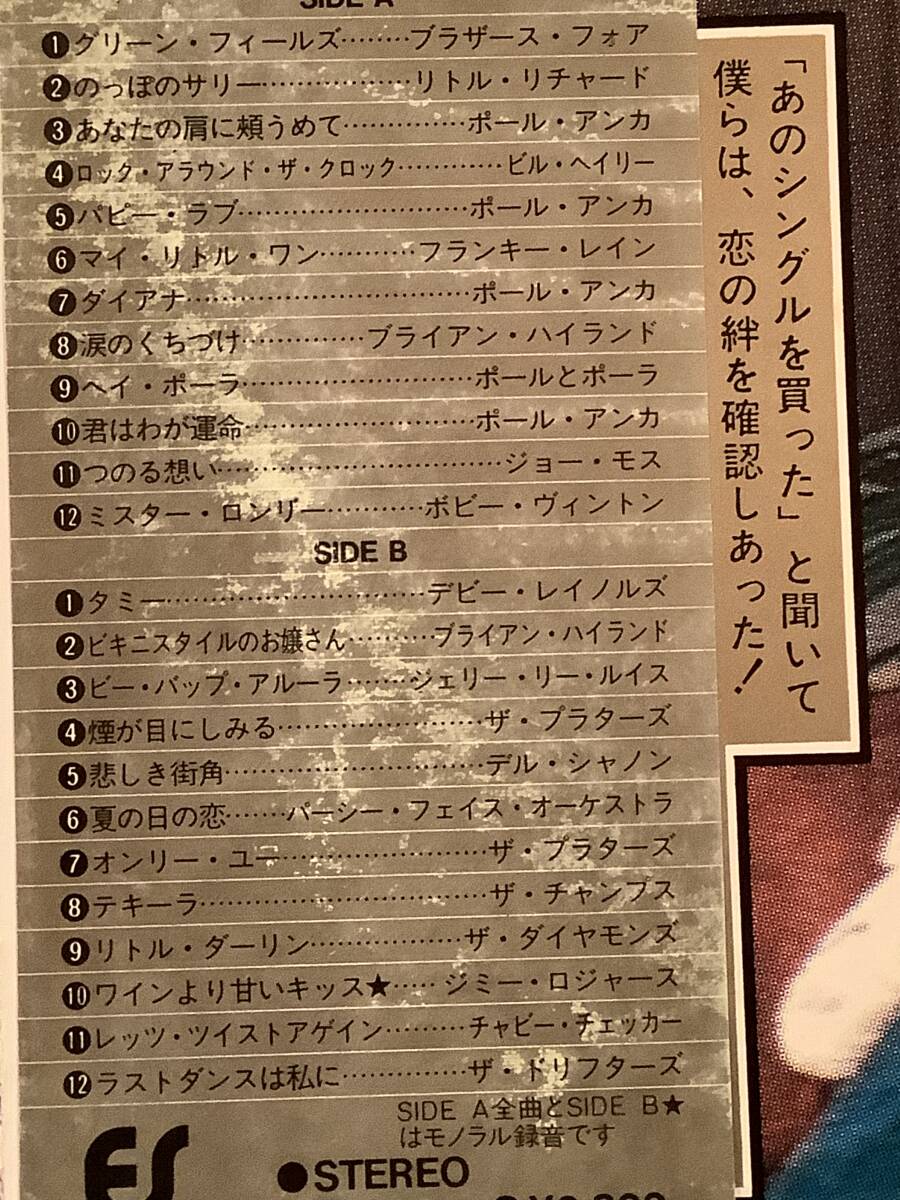 SIDE A
❶グリーン・フィールズ………ブラザース・フォア
❷のっぽのサリー………………リトル・リチャード
❸あなたの肩に頬うめて……………ポール・アンカ
❹ロック・アラウンド・ザ・クロック…………ビル・ヘイリー
❺パピー・ラブ………………………ポール・アンカ
❻マイ・リトル・ワン…………フランキー・レイン
❼ダイアナ……………………………ポール・アンカ
❽涙のくちづけ……………ブライアン・ハイランド
❾ヘイ・ポーラ………………………ポールとポーラ
❿君はわが運命………………………ポール・アンカ
⓫つのる想い……………………………ジョー・モス
⓬ミスター・ロンリー…………ボビー・ヴィントン
SIDE B
❶タミー…………………………デビー・レイノルズ
❷ビキニスタイルのお嬢さん………ブライアン・ハイランド
❸ビー・バップ・アルーラ……ジェリー・リー・ルイス
❹煙が目にしみる……………………ザ・プラターズ
❺悲しき街角…………………………デル・シャノン
❻夏の日の恋……パーシー・フェイス・オーケストラ
❼オンリー・ユー……………………ザ・プラターズ
❽テキーラ……………………………ザ・チャンプス
❾リトル・ダーリン………………ザ・ダイヤモンズ
❿ワインより甘いキッス★……ジミー・ロジャース
⓫レッツ・ツイストアゲイン………チャビー・チェッカー
⓬ラストダンスは私に……………ザ・ドリフターズ
SIDE A全曲とSIDE B★
はモノラル録音です
●STEREO
「あのシングルを買った」と聞いて
僕らは、恋の絆を確認しあった！